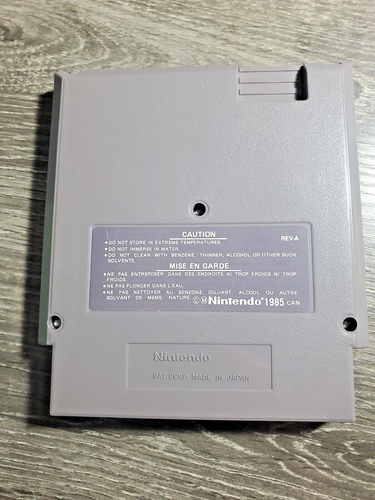 12
CAUTION
REV-A
• DO NOT STORE IN EXTREME TEMPERATURES.
• DO NOT IMMERSE IN WATER.
• DO NOT CLEAN WITH BENZENE, THINNER, ALCOHOL OR OTHER SUCH
SOLVENTS.
MISE EN GARDE
• NE PAS ENTREPOSER DANS DES ENDROITS NI TROP FROIDS NI TROP
FROIDS.
• NE PAS PLONGER DANS L'EAU.
• NE PAS NETTOYER AU BENZONE, DILUANT, ALCOOL OU AUTRE
SOLVANT DE MEME NATURE ©M Nintendo® 1985 CAN
Nintendo
PAT. PEND. MADE IN JAPAN